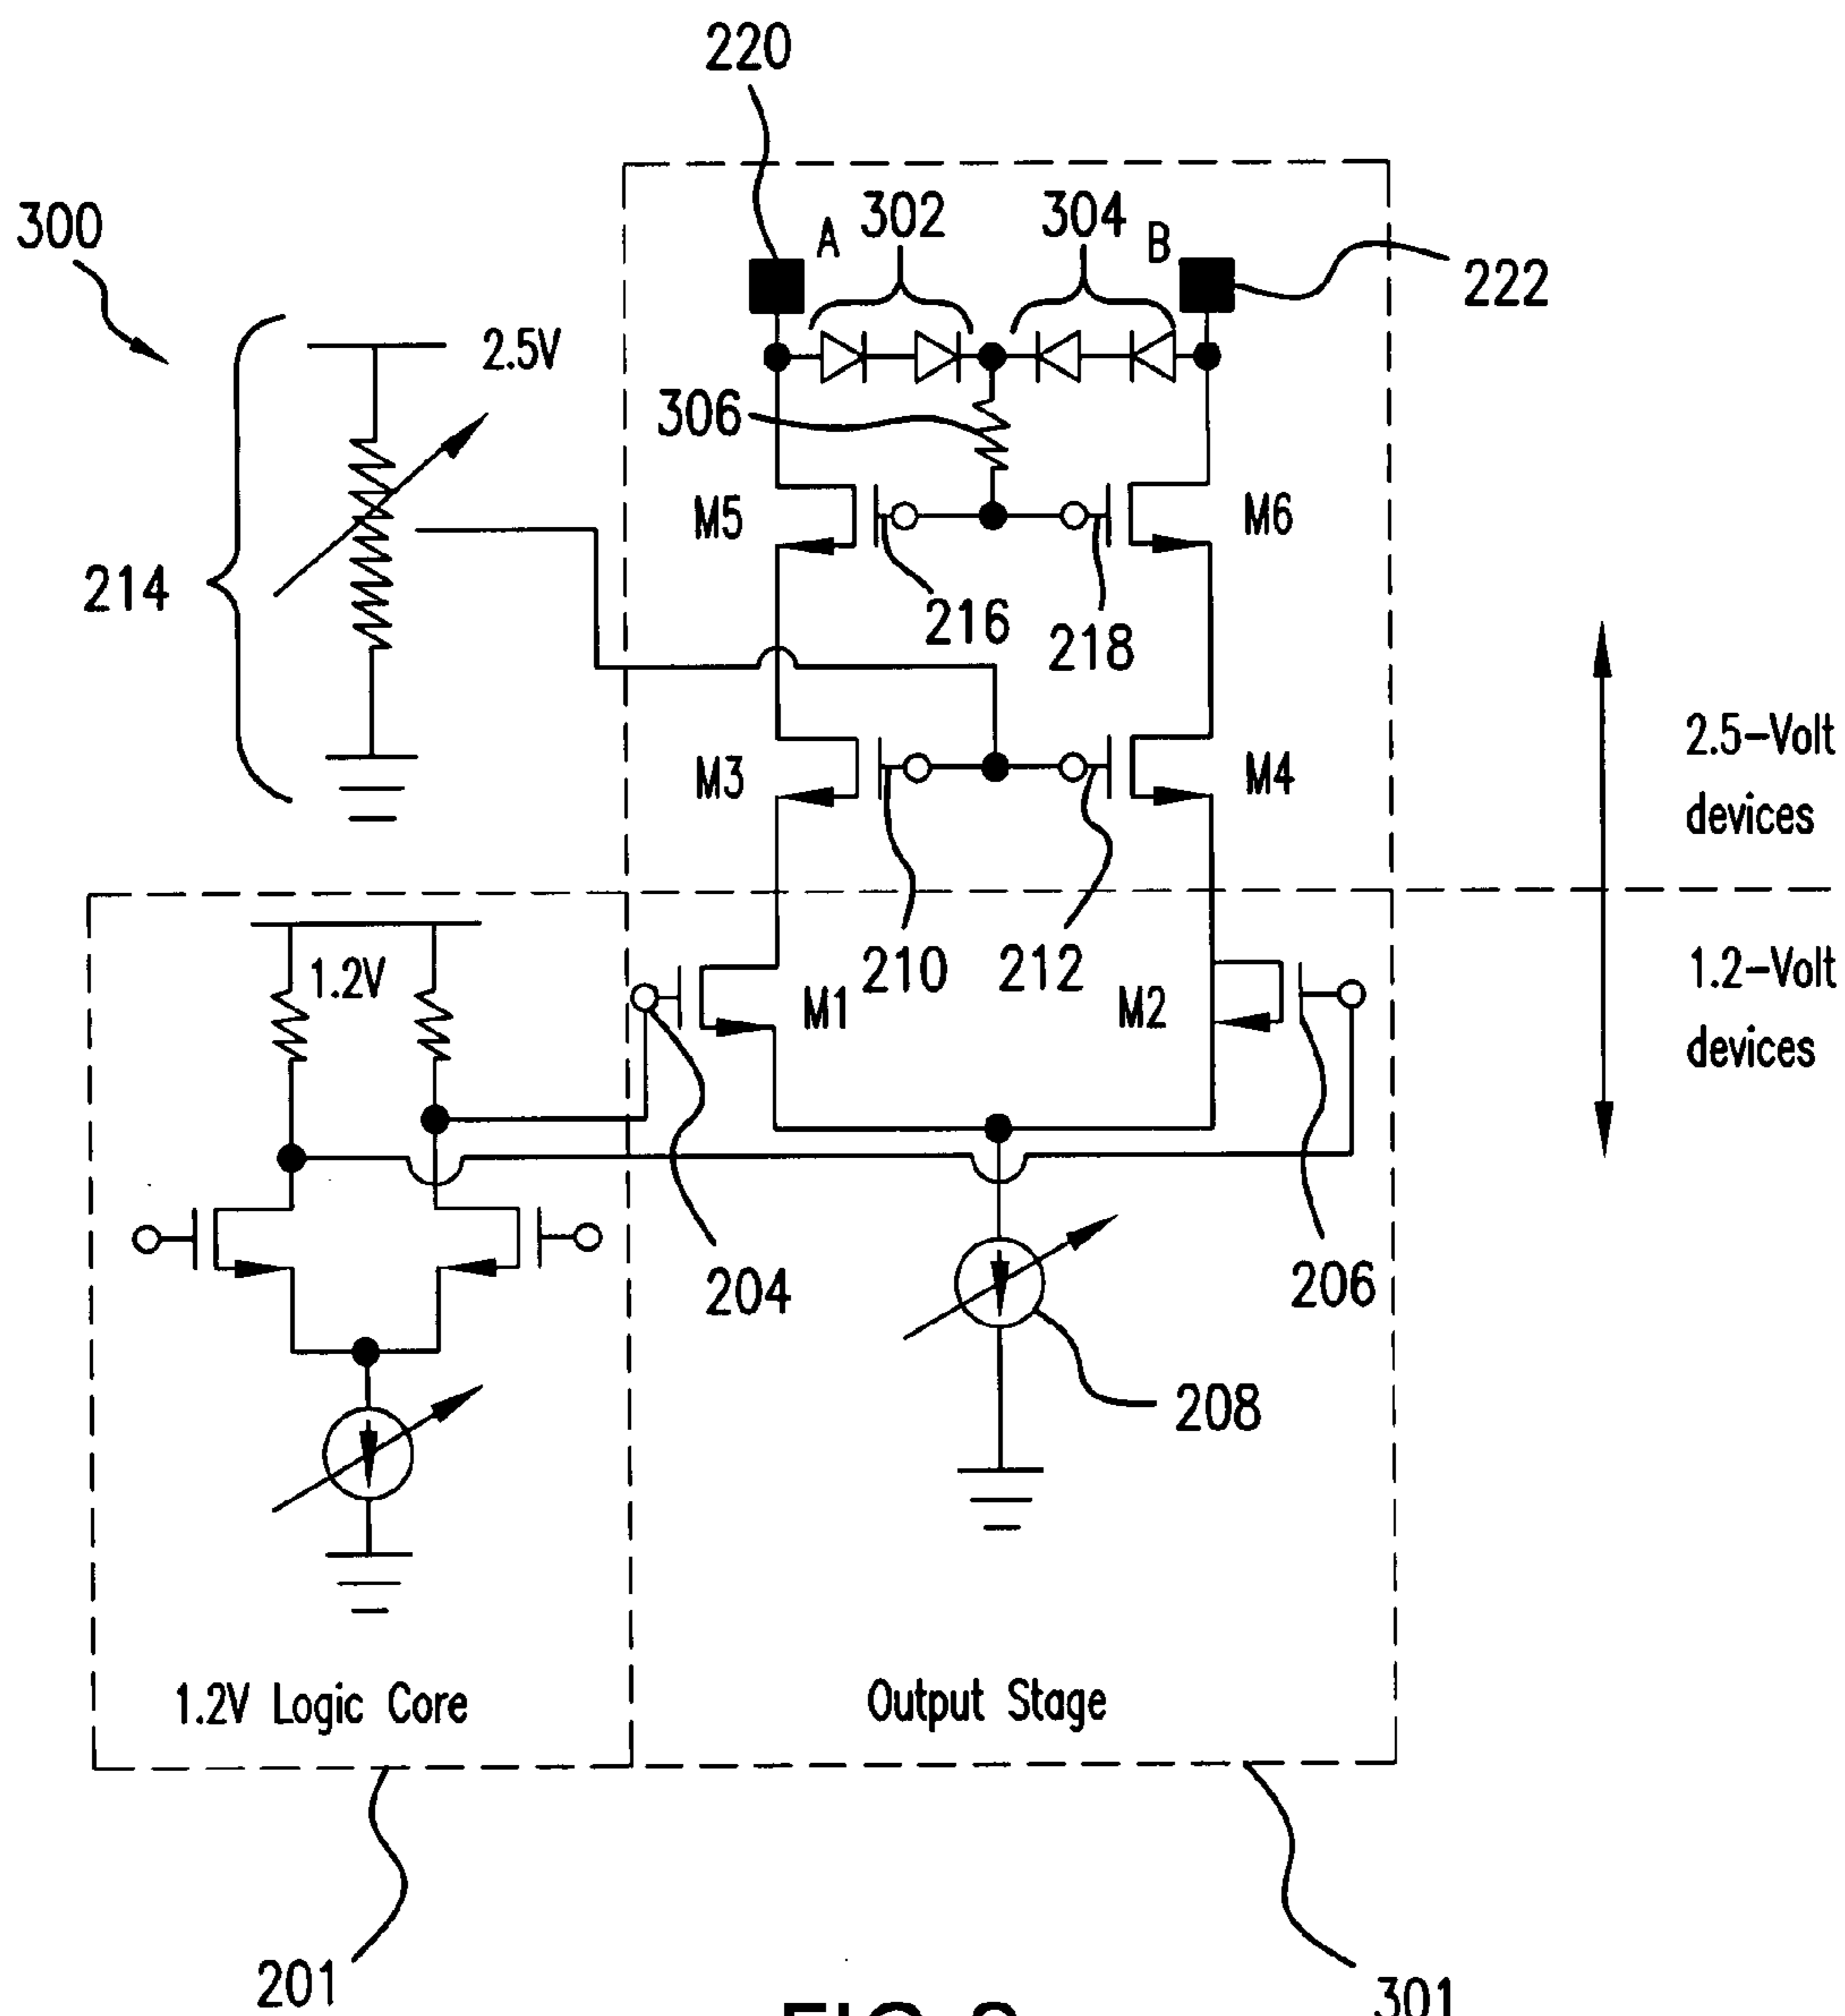 220
300
A
302
304
B
222
2.5V
306
M5
M6
214
216
218
M3
M4
2.5-Volt
devices
210
212
1.2V
M1
M2
1.2-Volt
devices
204
206
208
1.2V Logic Core
Output Stage
201
301